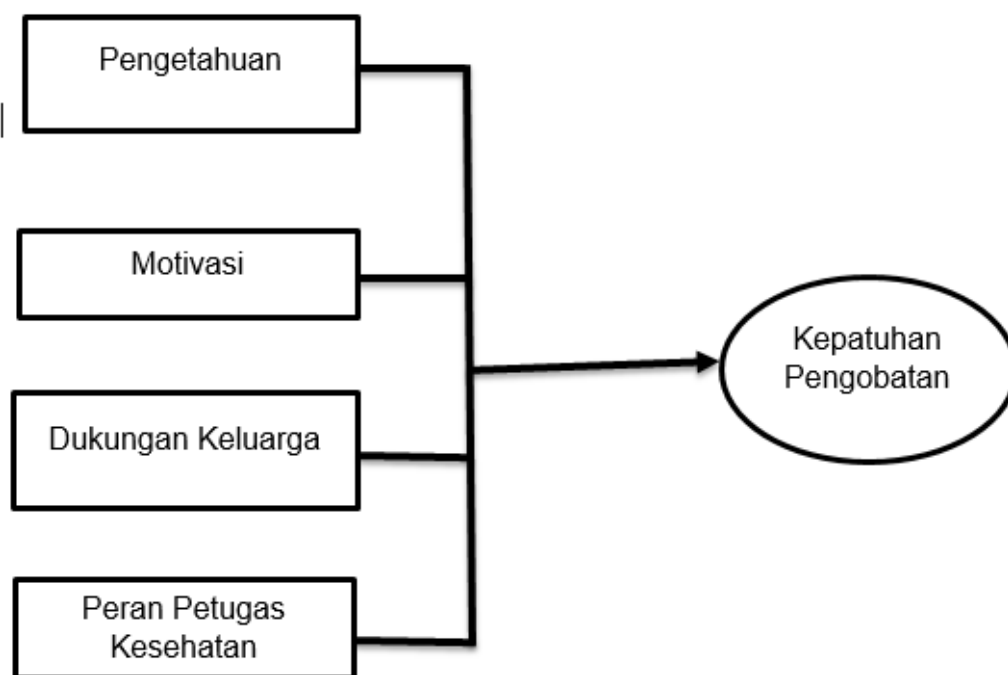 Pengetahuan
Motivasi
Dukungan Keluarga
Peran Petugas
Kesehatan
Kepatuhan
Pengobatan